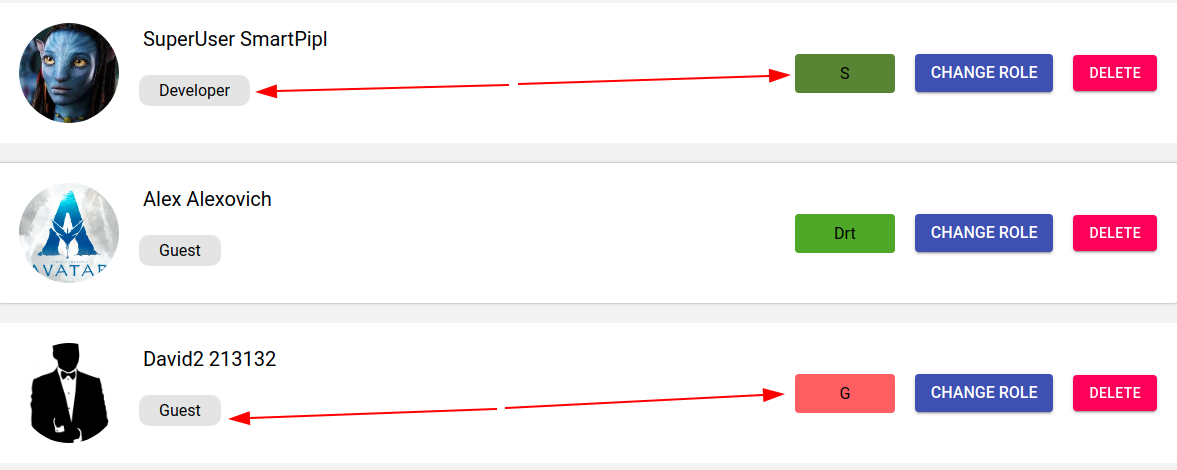 SuperUser SmartPipl
Developer
S
CHANGE ROLE
DELETE
Alex Alexovich
Guest
Drt
CHANGE ROLE
DELETE
AVATAR
David2 213132
Guest
G
CHANGE ROLE
DELETE